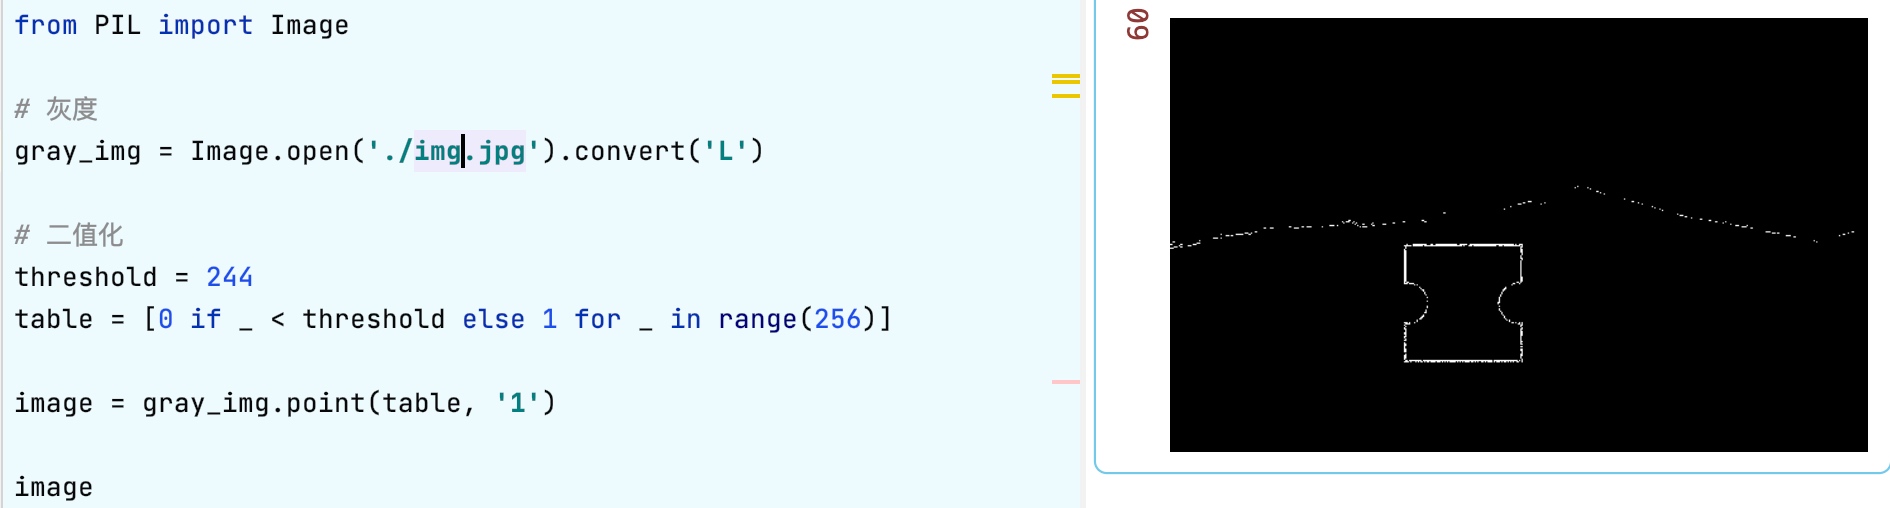 from PIL import Image
# 灰度
gray_img = Image.open('./img.jpg').convert('L')
# 二值化
threshold = 244
table = [0 if _ < threshold else 1 for _ in range(256)]
image = gray_img.point(table, '1')
image
60